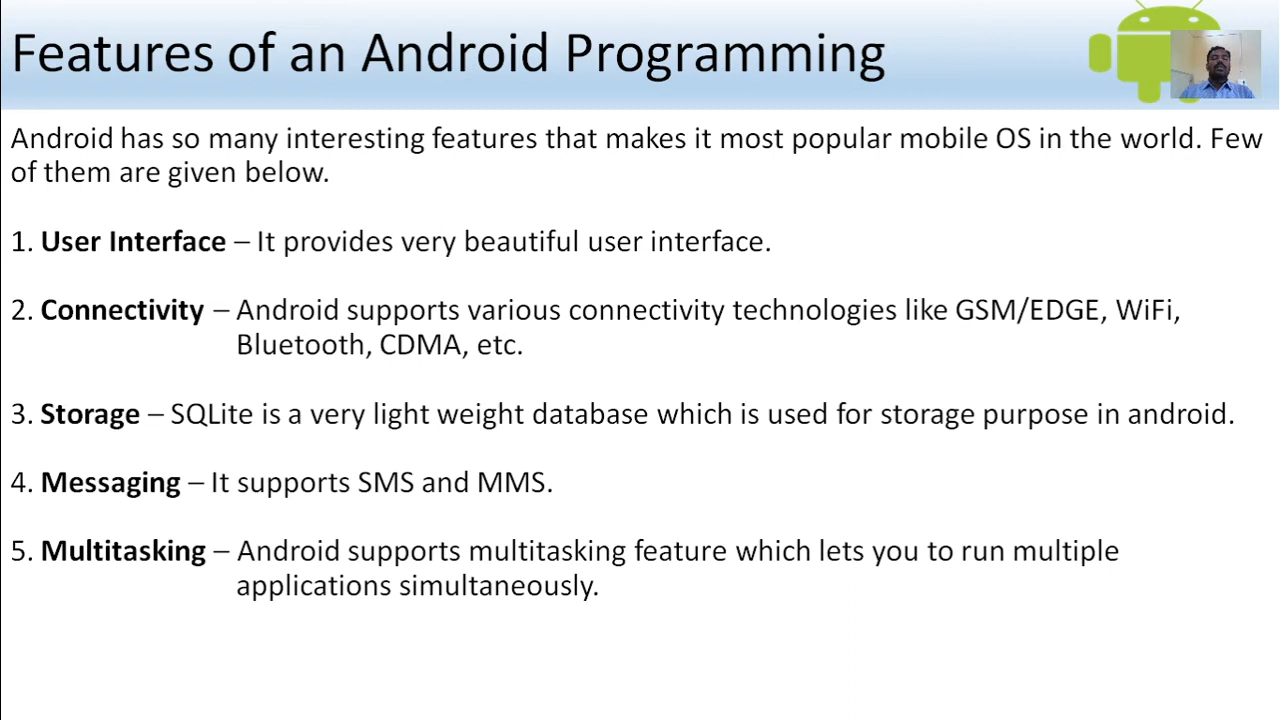 Features of an Android Programming
Android has so many interesting features that makes it most popular mobile OS in the world. Few
of them are given below.
1. User Interface – It provides very beautiful user interface.
2. Connectivity – Android supports various connectivity technologies like GSM/EDGE, WiFi,
Bluetooth, CDMA, etc.
3. Storage – SQLite is a very light weight database which is used for storage purpose in android.
4. Messaging – It supports SMS and MMS.
5. Multitasking – Android supports multitasking feature which lets you to run multiple
applications simultaneously.